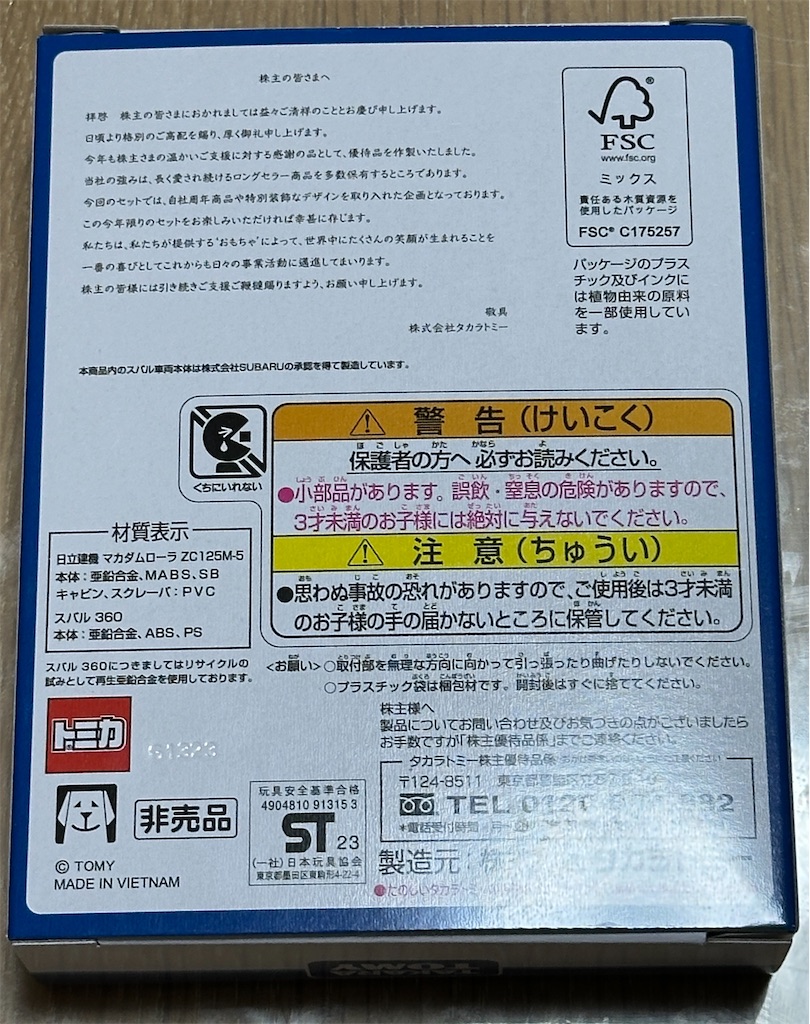 株主の皆さまへ
拝啓　株主の皆さまにおかれましては益々ご清祥のこととお慶び申し上げます。
日頃より格別のご高配を賜り、厚く御礼申し上げます。
今年も株主さまの温かいご支援に対する感謝の品として、優待品を作製いたしました。
当社の強みは、長く愛され続けるロングセラー商品を多数保有するところであります。
今回のセットでは、自社周年商品や特別装飾なデザインを取り入れた企画となっております。
この今年限りのセットをお楽しみいただければ幸甚に存じます。
私たちは、私たちが提供する"おもちゃ"によって、世界中にたくさんの笑顔が生まれることを
一番の喜びとしてこれからも日々の事業活動に邁進してまいります。
株主の皆様には引き続きご支援ご鞭撻賜りますよう、お願い申し上げます。
敬具
株式会社タカラトミー
本商品内のスバル車両本体は株式会社SUBARUの承認を得て製造しています。
FSC
www.fsc.org
ミックス
責任ある木質資源を
使用したパッケージ
FSC® C175257
パッケージのプラス
チック及びインクに
は植物由来の原料
を一部使用してい
ます。
くちにいれない
警告（けいこく）
保護者の方へ 必ずお読みください。
●小部品があります。誤飲・窒息の危険がありますので、
3才未満のお子様には絶対に与えないでください。
注意（ちゅうい）
●思わぬ事故の恐れがありますので、ご使用後は3才未満
のお子様の手の届かないところに保管してください。
材質表示
日立建機 マカダムローラ ZC125M-5
本体：亜鉛合金、MABS、SB
キャビン、スクレーパ：PVC
スバル 360
本体：亜鉛合金、ABS、PS
スバル 360につきましてはリサイクルの
試みとして再生亜鉛合金を使用しております。
<お願い>○取付部を無理な方向に向かって引っ張ったり曲げたりしないでください。
○プラスチック袋は梱包材です。開封後はすぐに捨ててください。
トミカ
非売品
© TOMY
MADE IN VIETNAM
玩具安全基準合格
4904810 91315 3
ST 23
(一社)日本玩具協会
東京都墨田区東駒形4-22-4
株主様へ
製品についてお問い合わせ及びお気づきの点がございましたら
お手数ですが「株主優待品係」までご連絡ください。
タカラトミー株主優待品係
〒124-8511 東京都葛飾区立石
TEL 0120
*電話受付時間 月
製造元：株
●たのしいタカラ